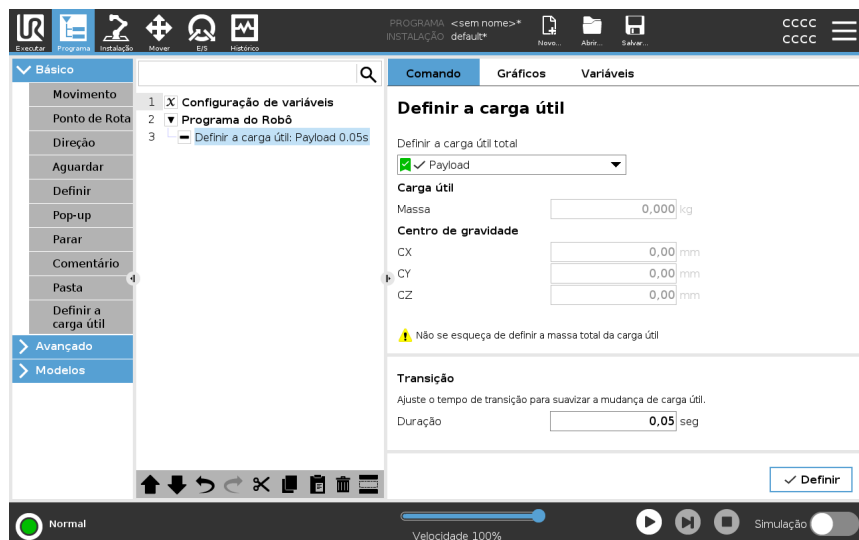 PROGRAMA <sem nome>*
INSTALAÇÃO default*
CCCC
CCCC
UR
Executar
Programa
Instalação
Mover
E/S
Histórico
Novo...
Abrir...
Salvar...
Básico
Movimento
Ponto de Rota
Direção
Aguardar
Definir
Pop-up
Parar
Comentário
Pasta
Definir a
carga útil
Avançado
Modelos
1 X Configuração de variáveis
2 Programa do Robô
3 Definir a carga útil: Payload 0.05s
Comando Gráficos Variáveis
Definir a carga útil
Definir a carga útil total
Payload
Carga útil
Massa 0,000 kg
Centro de gravidade
CX 0,00 mm
CY 0,00 mm
CZ 0,00 mm
Não se esqueça de definir a massa total da carga útil
Transição
Ajuste o tempo de transição para suavizar a mudança de carga útil.
Duração 0,05 seg
Definir
Normal
Velocidade 100%
Simulação